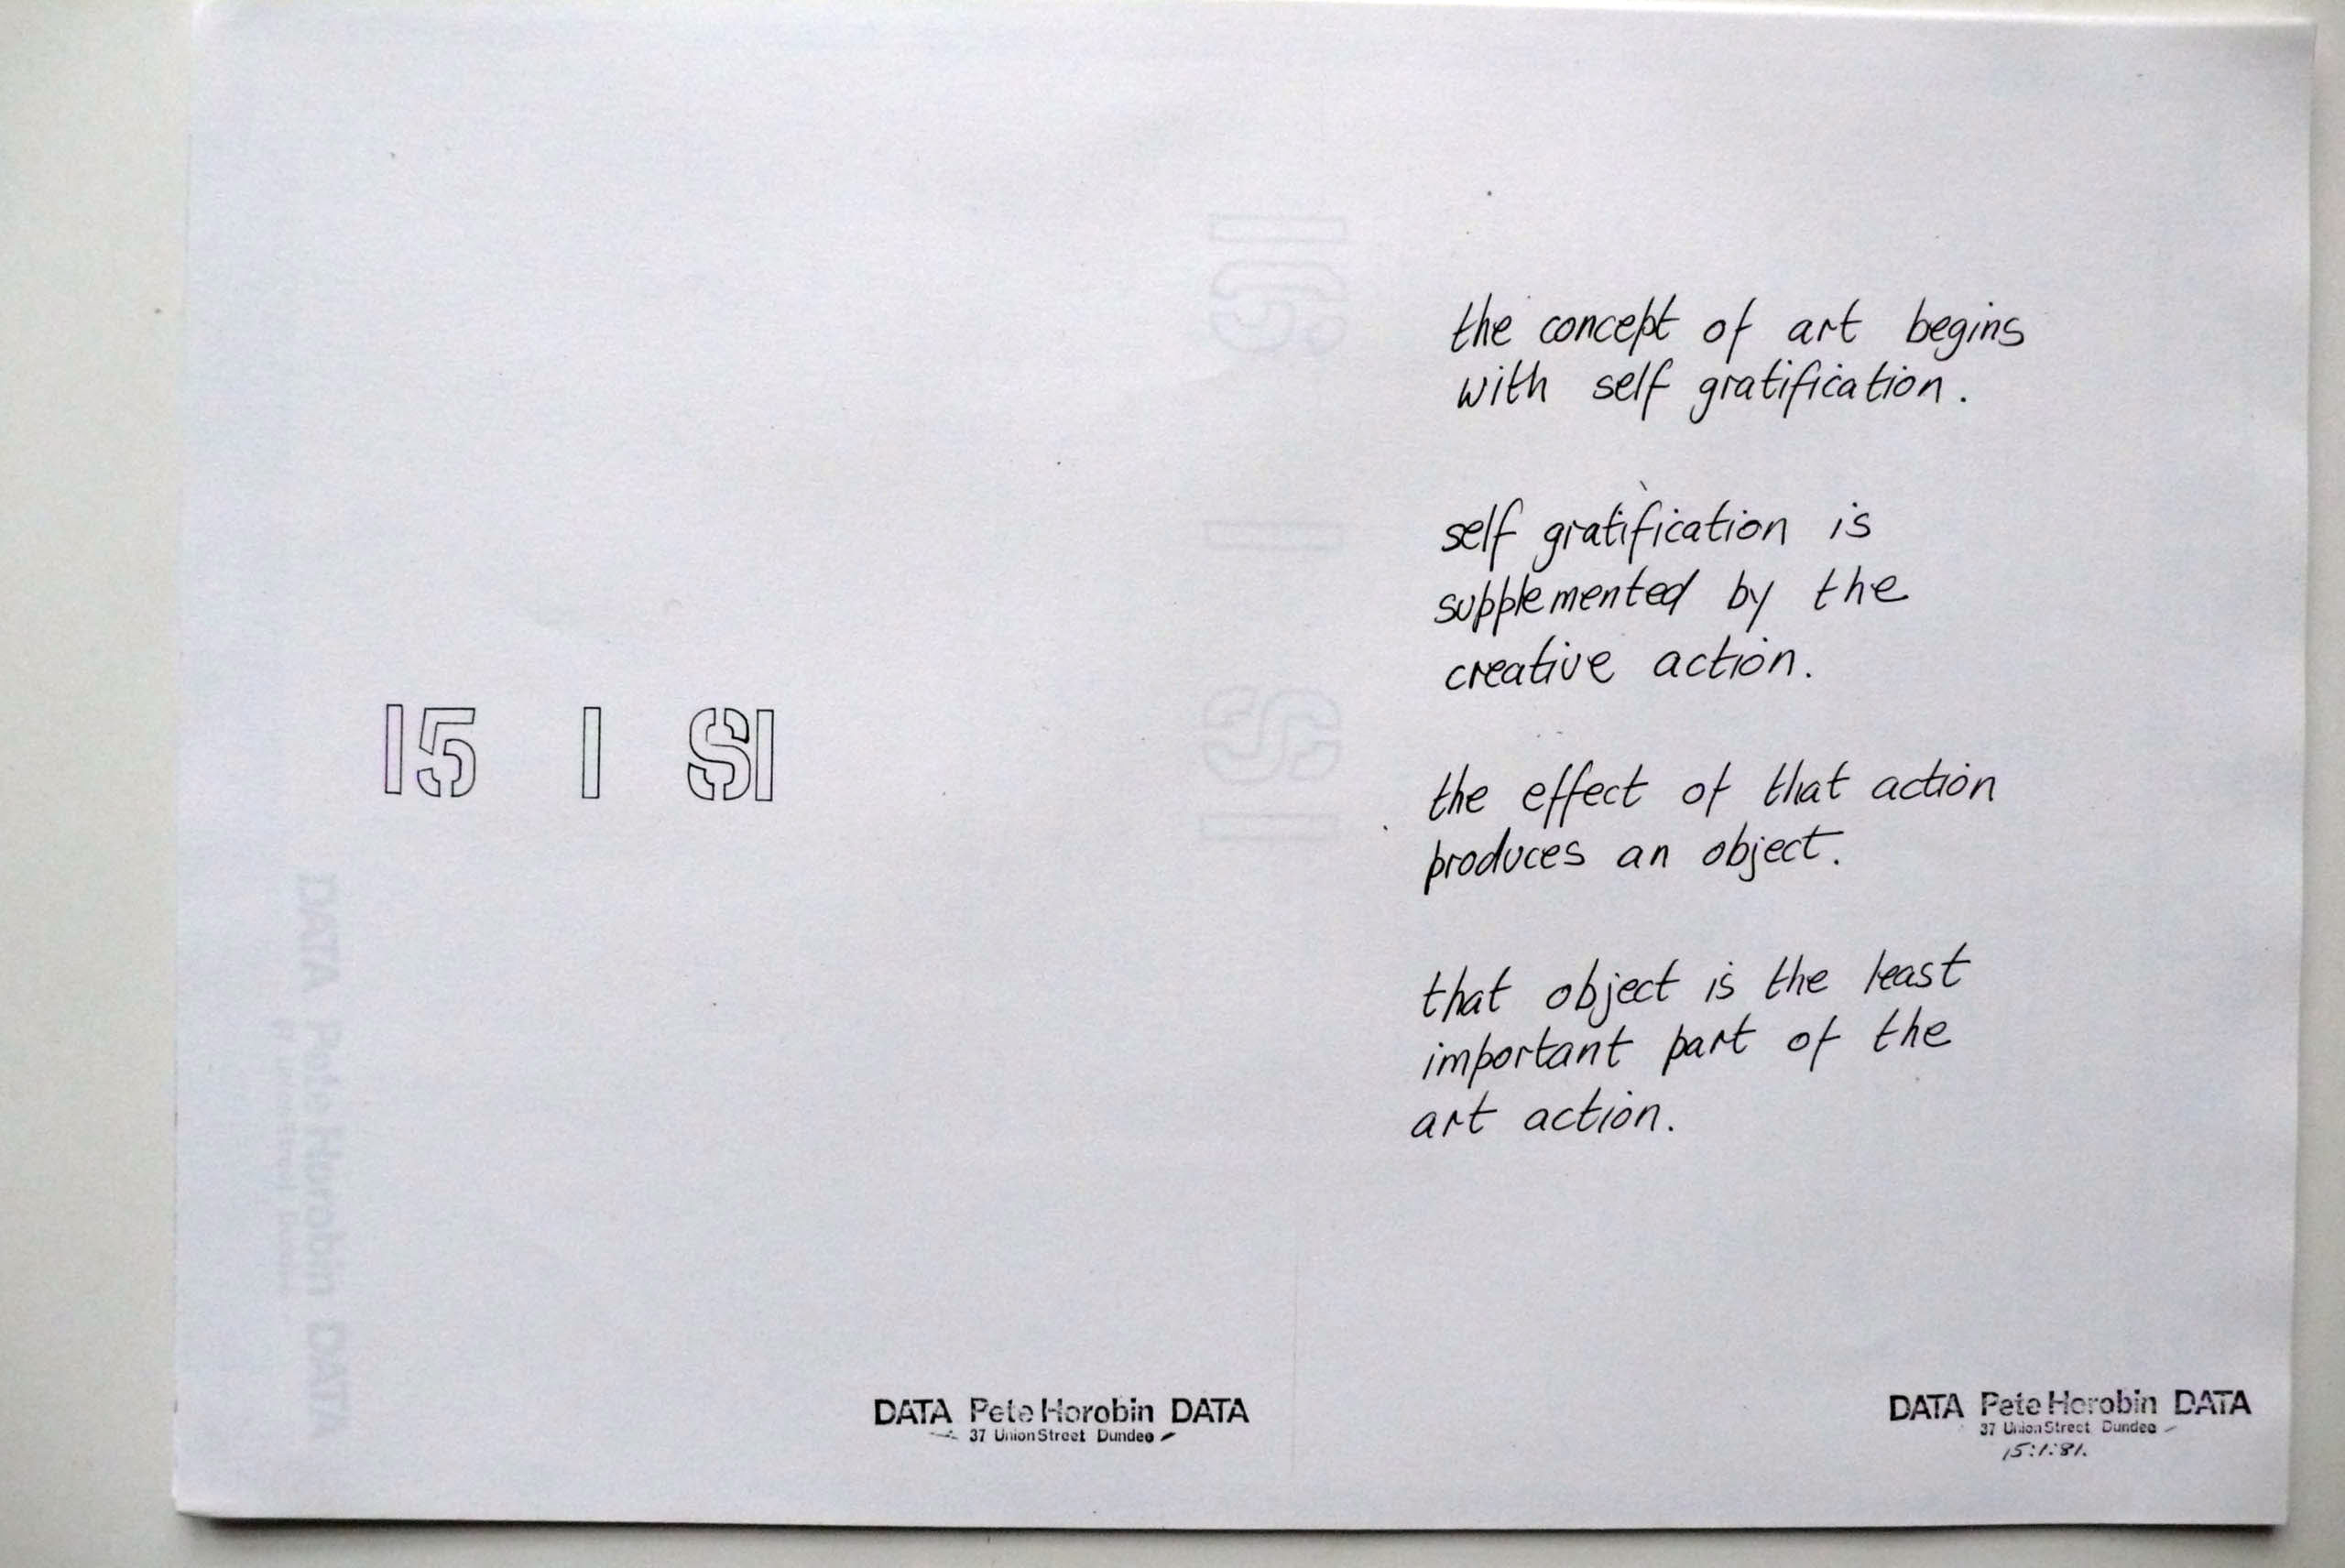 15 1 81
DATA Pete Horobin DATA
37 Union Street Dundee
the concept of art begins
with self gratification.
self gratification is
supplemented by the
creative action.
the effect of that action
produces an object.
that object is the least
important part of the
art action.
DATA Pete Horobin DATA
37 Union Street Dundee
15:1:81.